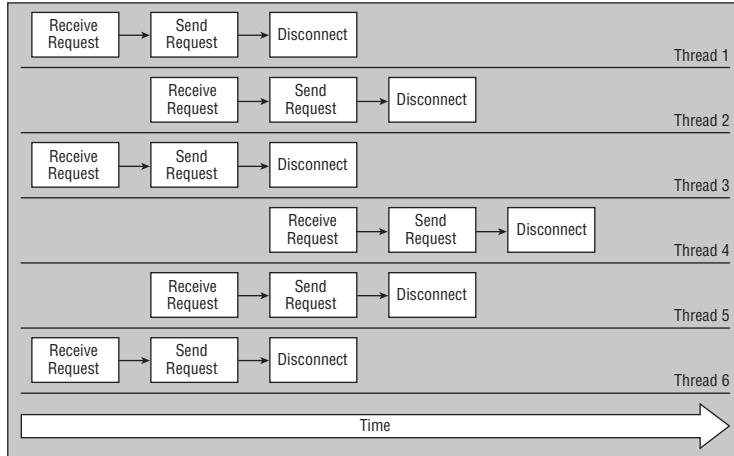 Receive
Request
Send
Request
Disconnect
Thread 1
Receive
Request
Send
Request
Disconnect
Thread 2
Receive
Request
Send
Request
Disconnect
Thread 3
Receive
Request
Send
Request
Disconnect
Thread 4
Receive
Request
Send
Request
Disconnect
Thread 5
Receive
Request
Send
Request
Disconnect
Thread 6
Time